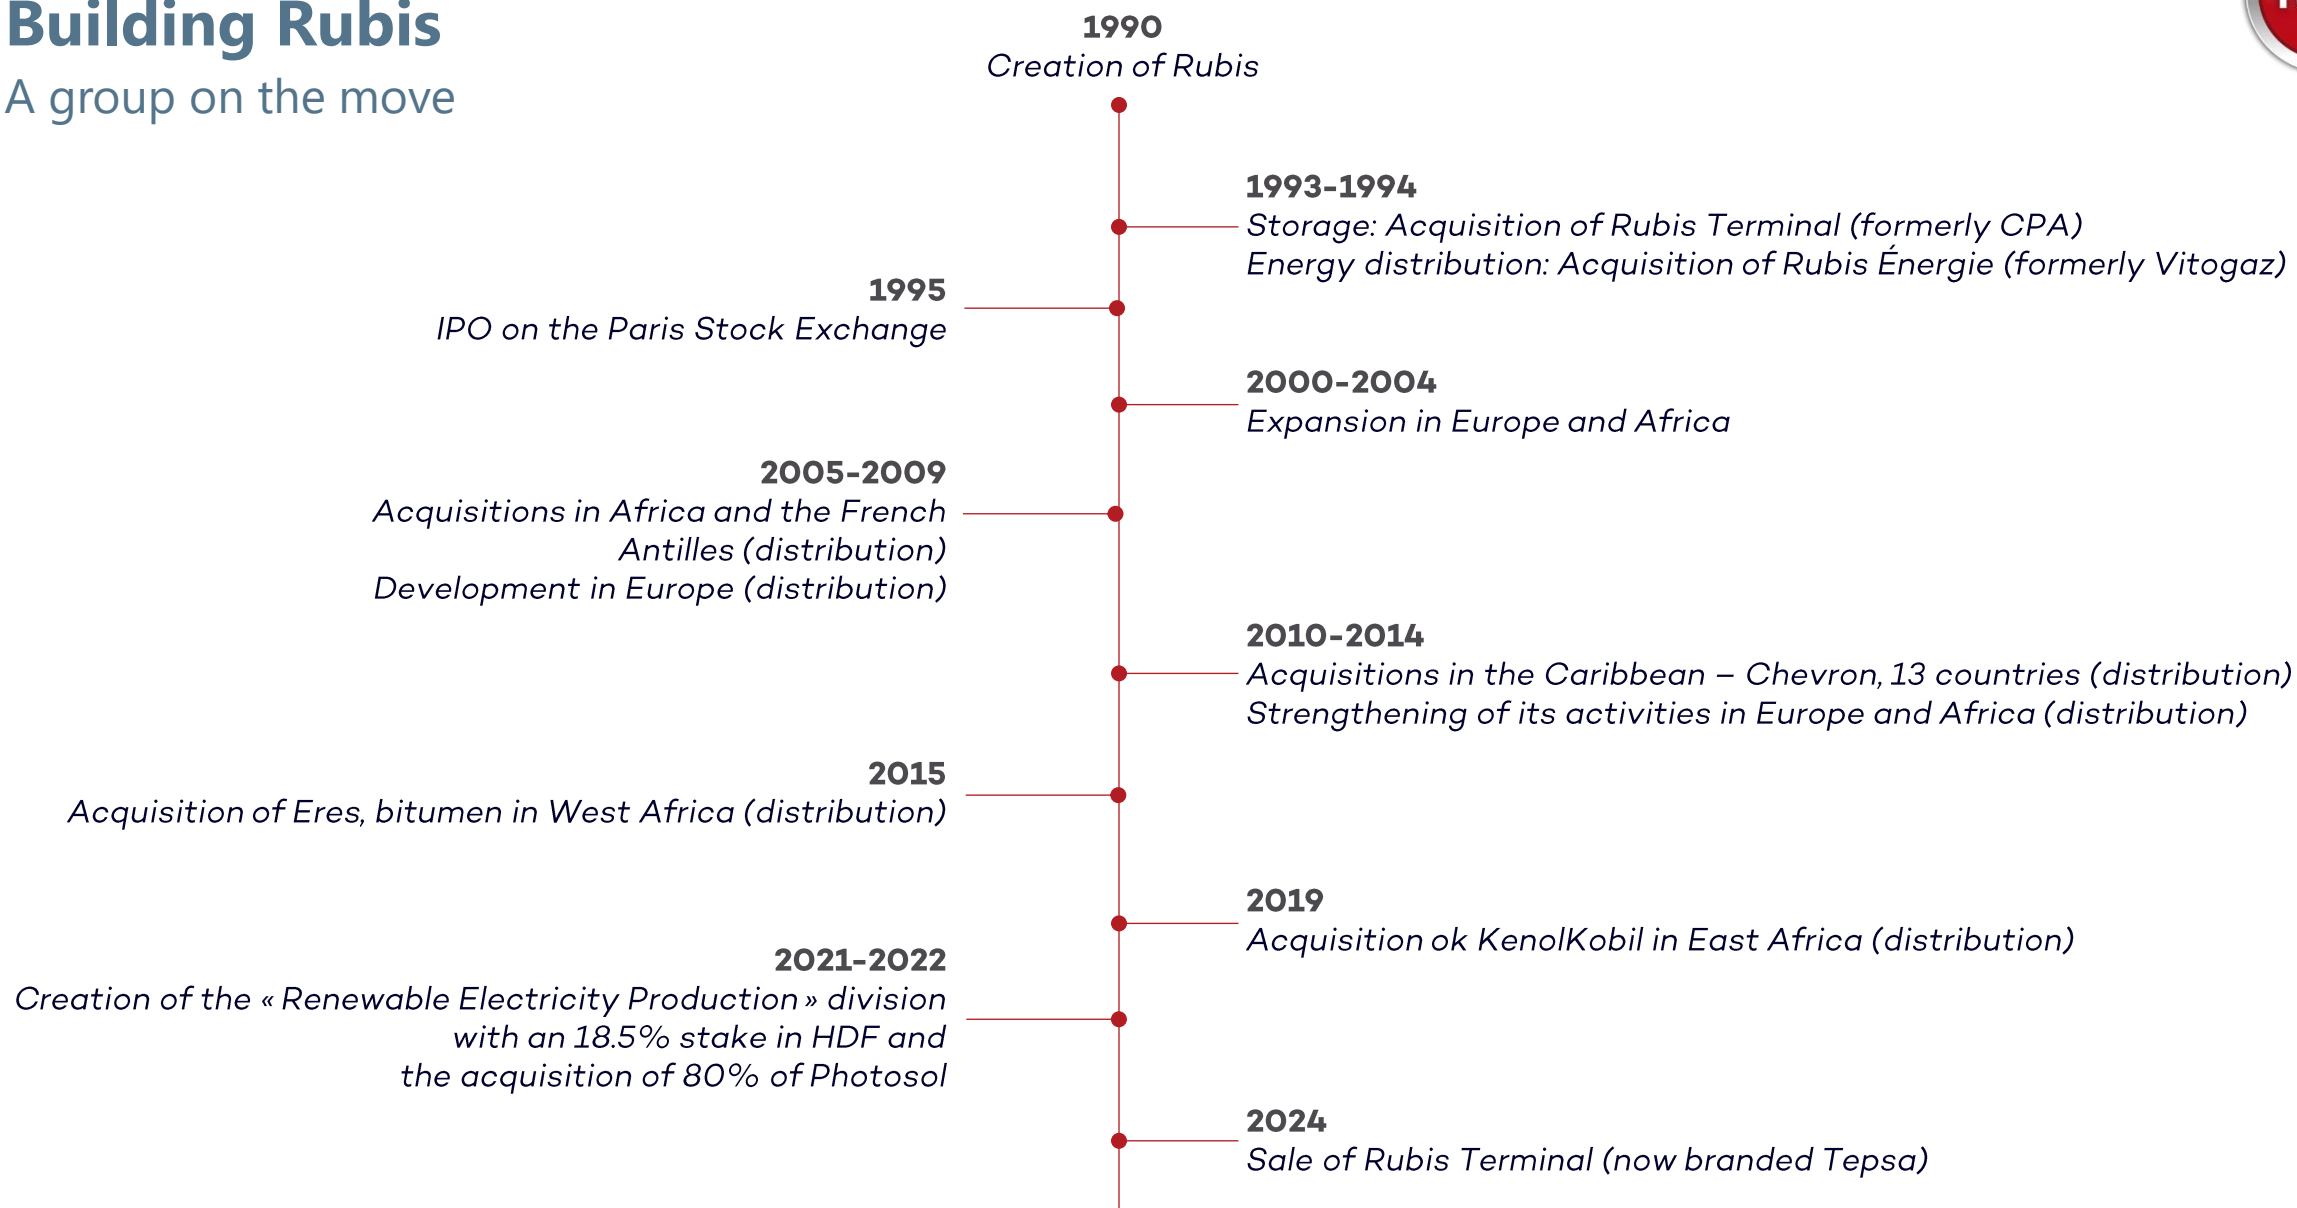 Building Rubis
A group on the move
1990
Creation of Rubis
1993-1994
Storage: Acquisition of Rubis Terminal (formerly CPA)
Energy distribution: Acquisition of Rubis Énergie (formerly Vitogaz)
1995
IPO on the Paris Stock Exchange
2000-2004
Expansion in Europe and Africa
2005-2009
Acquisitions in Africa and the French
Antilles (distribution)
Development in Europe (distribution)
2010-2014
Acquisitions in the Caribbean – Chevron, 13 countries (distribution)
Strengthening of its activities in Europe and Africa (distribution)
2015
Acquisition of Eres, bitumen in West Africa (distribution)
2019
Acquisition ok KenolKobil in East Africa (distribution)
2021-2022
Creation of the « Renewable Electricity Production » division
with an 18.5% stake in HDF and
the acquisition of 80% of Photosol
2024
Sale of Rubis Terminal (now branded Tepsa)